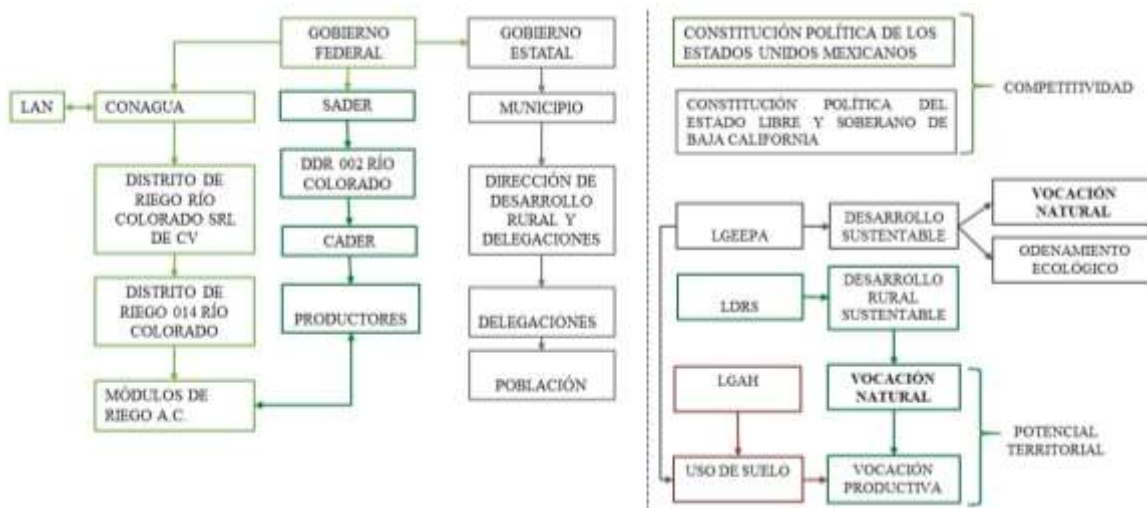 GOBIERNO
FEDERAL
GOBIERNO
ESTATAL
LAN
CONAGUA
SADER
MUNICIPIO
DISTRITO DE
RIEGO RÍO
COLORADO SRL
DE CV
DDR 002 RÍO
COLORADO
DIRECCIÓN DE
DESARROLLO
RURAL Y
DELEGACIONES
CADER
DISTRITO DE
RIEGO 014 RÍO
COLORADO
PRODUCTORES
DELEGACIONES
MÓDULOS DE
RIEGO A.C.
POBLACIÓN
CONSTITUCIÓN POLÍTICA DE LOS
ESTADOS UNIDOS MEXICANOS
COMPETITIVIDAD
CONSTITUCIÓN POLÍTICA DEL
ESTADO LIBRE Y SOBERANO DE
BAJA CALIFORNIA
LGEEPA
DESARROLLO
SUSTENTABLE
VOCACIÓN
NATURAL
ODENAMIENTO
ECOLÓGICO
LDRS
DESARROLLO
RURAL
SUSTENTABLE
LGAH
VOCACIÓN
NATURAL
POTENCIAL
TERRITORIAL
USO DE SUELO
VOCACIÓN
PRODUCTIVA